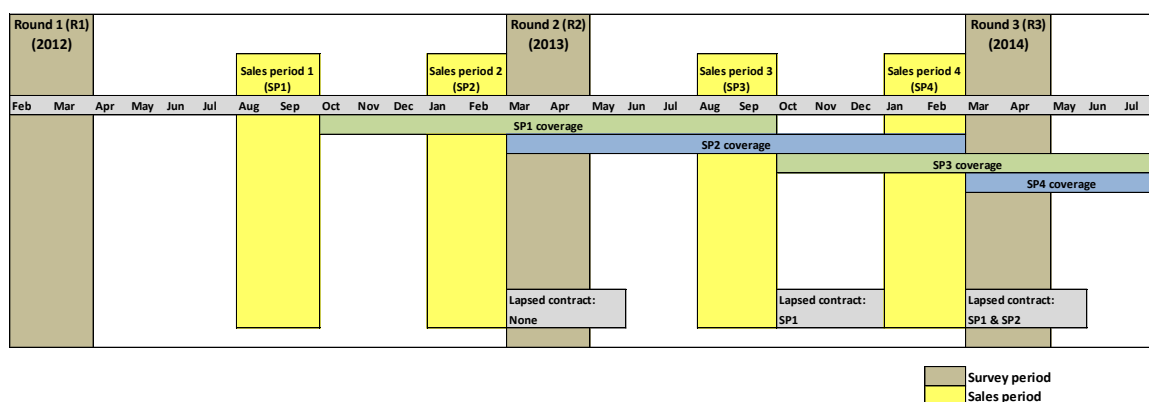 Round 1 (R1)
(2012)
Round 2 (R2)
(2013)
Round 3 (R3)
(2014)
Sales period 1
(SP1)
Sales period 2
(SP2)
Sales period 3
(SP3)
Sales period 4
(SP4)
Feb Mar Apr May Jun Jul Aug Sep Oct Nov Dec Jan Feb Mar Apr May Jun Jul Aug Sep Oct Nov Dec Jan Feb Mar Apr May Jun Jul
SP1 coverage
SP2 coverage
SP3 coverage
SP4 coverage
Lapsed contract:
None
Lapsed contract:
SP1
Lapsed contract:
SP1 & SP2
Survey period
Sales period